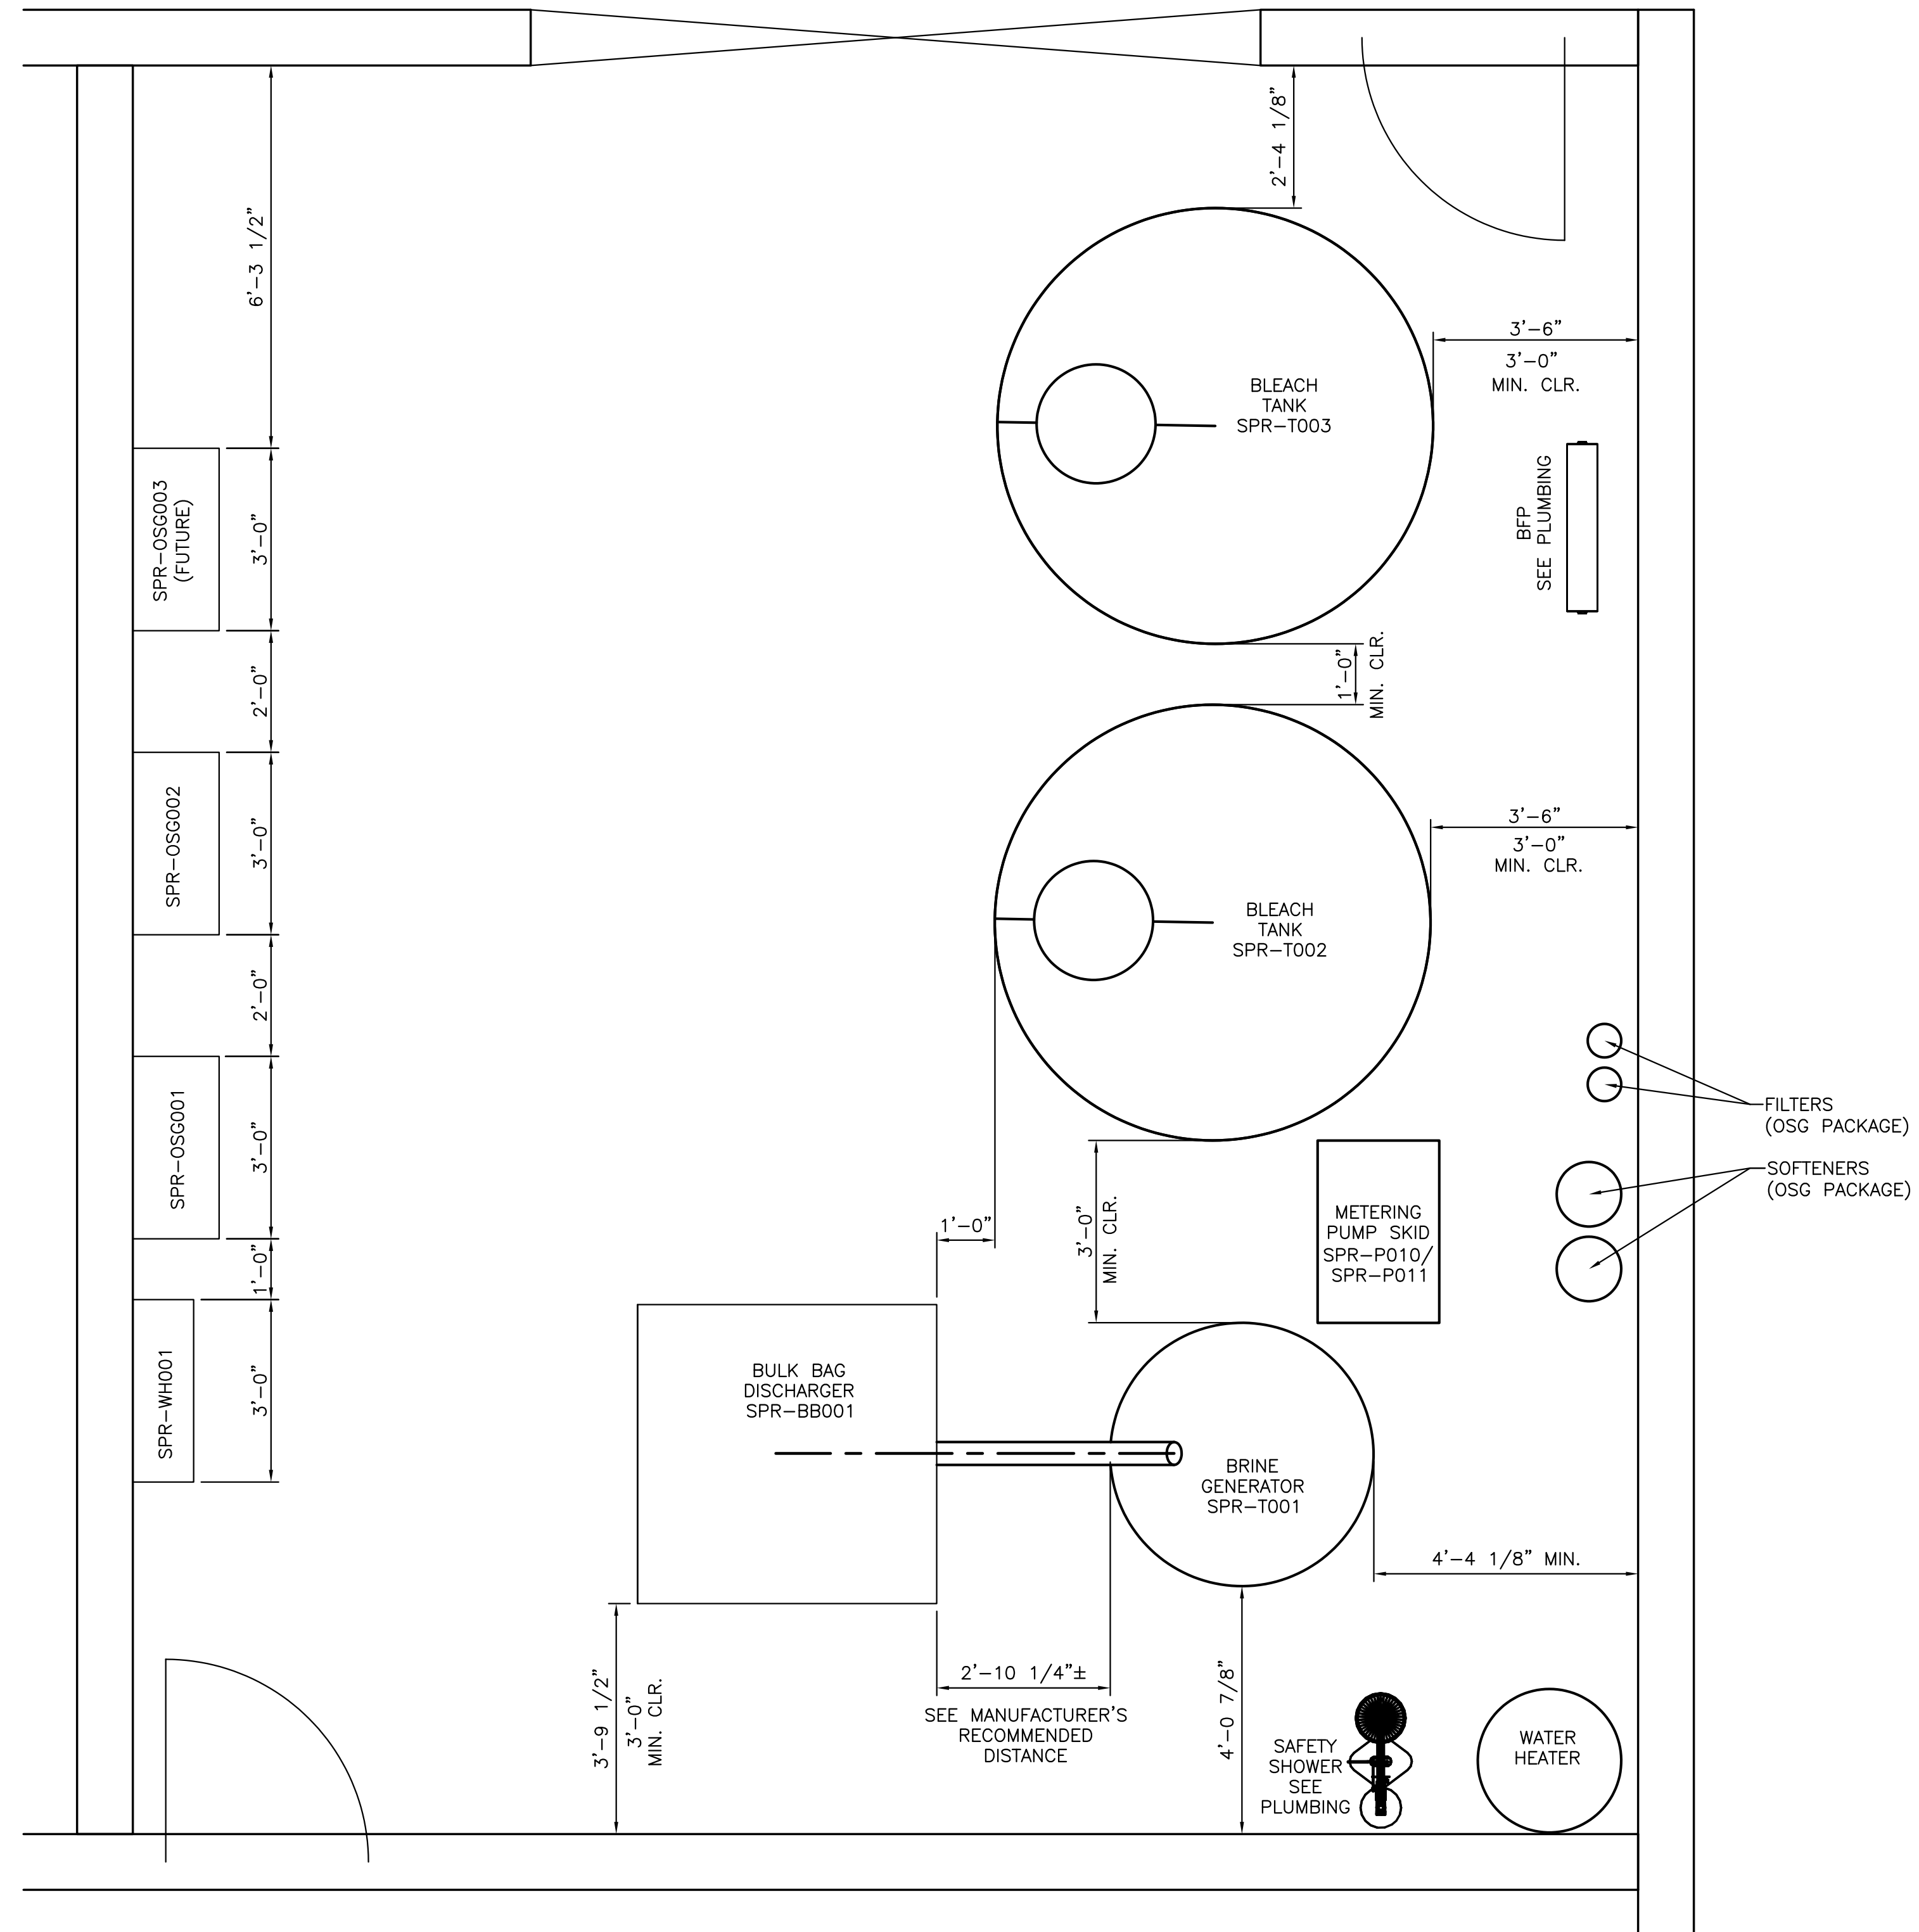 2'-4 1/8"
6'-3 1/2"
3'-6"
3'-0"
MIN. CLR.
BLEACH
TANK
SPR-T003
BFP
SEE PLUMBING
SPR-OSG003
(FUTURE)
3'-0"
1'-0"
MIN. CLR.
2'-0"
SPR-OSG002
3'-0"
3'-6"
3'-0"
MIN. CLR.
BLEACH
TANK
SPR-T002
2'-0"
FILTERS
(OSG PACKAGE)
SOFTENERS
(OSG PACKAGE)
SPR-OSG001
3'-0"
1'-0"
3'-0"
MIN. CLR.
METERING
PUMP SKID
SPR-P010/
SPR-P011
1'-0"
SPR-WH001
3'-0"
BULK BAG
DISCHARGER
SPR-BB001
BRINE
GENERATOR
SPR-T001
4'-4 1/8" MIN.
3'-9 1/2"
3'-0"
MIN. CLR.
2'-10 1/4"±
SEE MANUFACTURER'S
RECOMMENDED
DISTANCE
4'-0 7/8"
SAFETY
SHOWER
SEE
PLUMBING
WATER
HEATER